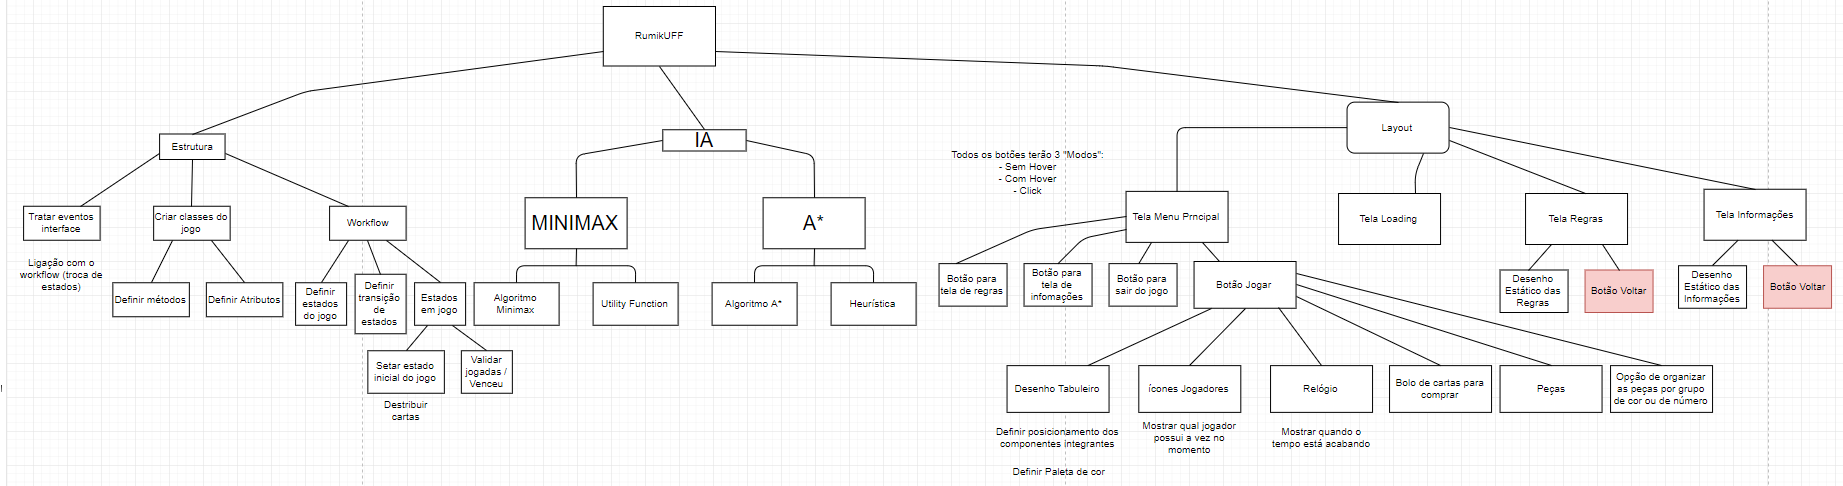 RumikUFF
Estrutura
IA
Layout
Todos os botões terão 3 "Modos":
- Sem Hover
- Com Hover
- Click
Tratar eventos
interface
Criar classes do
jogo
Workflow
MINIMAX
A*
Tela Menu Prncipal
Tela Loading
Tela Regras
Tela Informações
Ligação com o
workflow (troca de
estados)
Definir métodos
Definir Atributos
Definir
estados
do jogo
Definir
transição
de
estados
Estados
em jogo
Algoritmo
Minimax
Utility Function
Algoritmo A*
Heurística
Botão para
tela de regras
Botão para
tela de
infomações
Botão para
sair do jogo
Botão Jogar
Desenho
Estático das
Regras
Botão Voltar
Desenho
Estático das
Informações
Botão Voltar
Setar estado
inicial do jogo
Validar
jogadas /
Venceu
Destribuir
cartas
Desenho Tabuleiro
ícones Jogadores
Relógio
Bolo de cartas para
comprar
Peças
Opção de organizar
as peças por grupo
de cor ou de número
Definir posicionamento dos
componentes integrantes
Mostrar qual jogador
possui a vez no
momento
Mostrar quando o
tempo está acabando
Definir Paleta de cor